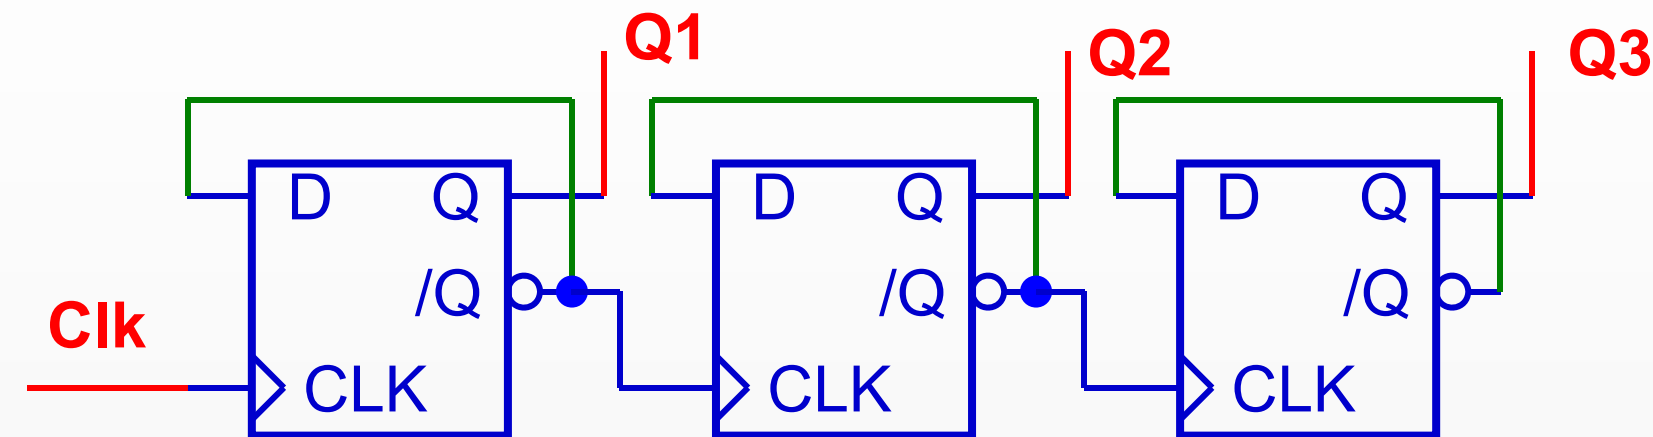 Q1 Q2 Q3
D Q D Q D Q
/Q /Q /Q
Clk
CLK CLK CLK